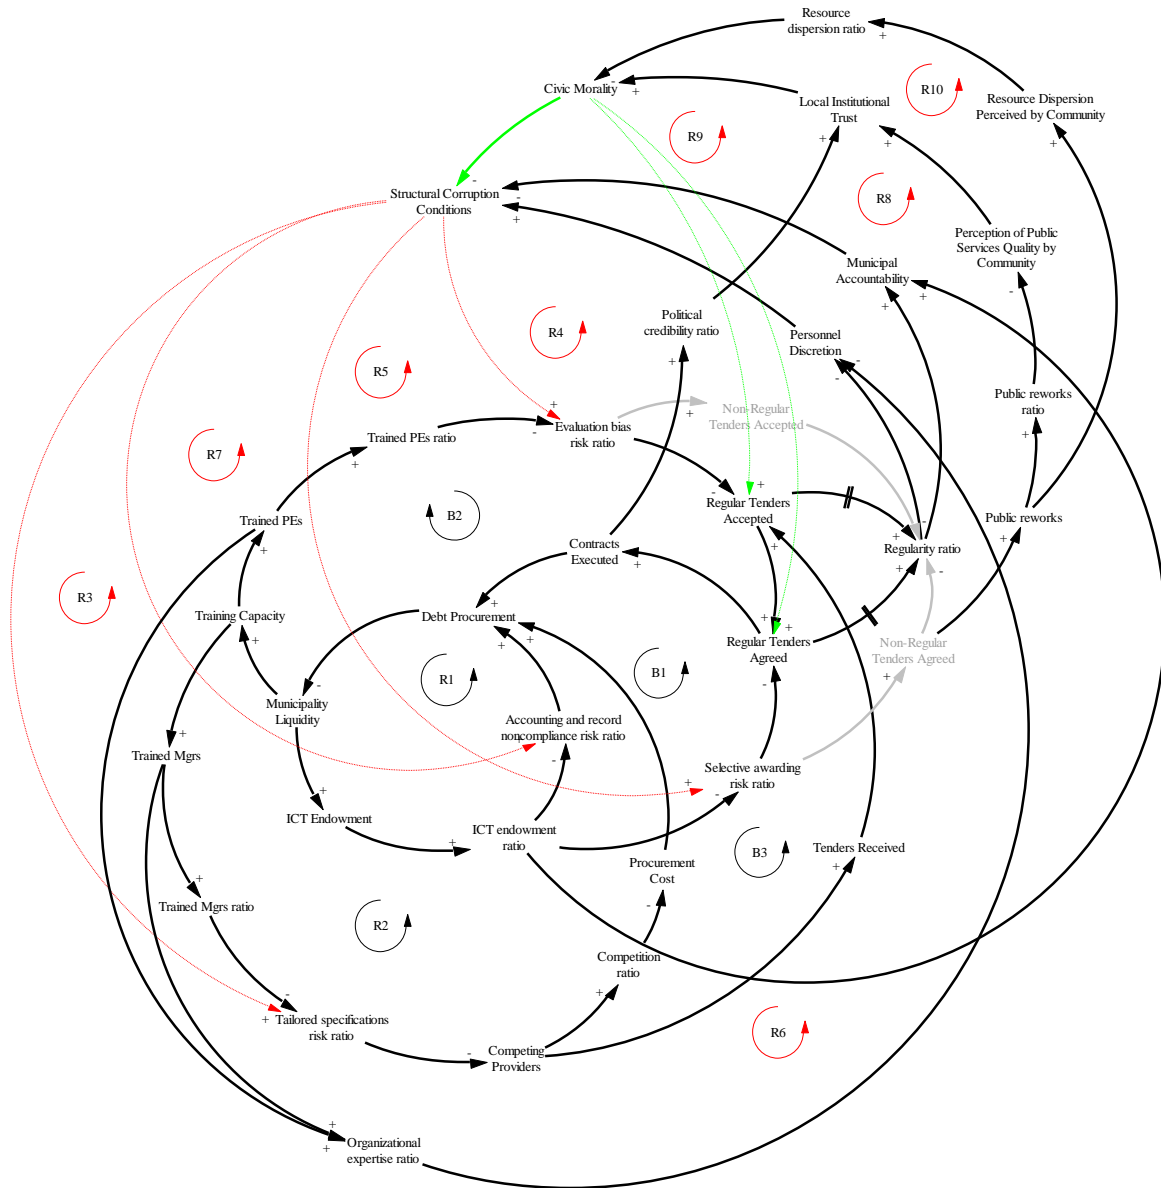 Resource
dispersion ratio
+
Civic Morality
-
+
R10
Resource Dispersion
Perceived by Community
+
Local Institutional
Trust
+
+
R9
R8
Structural Corruption
Conditions
-
-
+
Perception of Public
Services Quality by
Community
-
Municipal
Accountability
+
+
Political
credibility ratio
+
R4
Personnel
Discretion
-
-
R5
Public reworks
ratio
+
Non-Regular
Tenders Accepted
+
Evaluation bias
risk ratio
+
-
Trained PEs ratio
+
R7
B2
Regular Tenders
Accepted
+
-
+
Trained PEs
+
Public reworks
+
Contracts
Executed
+
Regularity ratio
+
-
+
-
R3
Training Capacity
+
Debt Procurement
+
+
+
Regular Tenders
Agreed
+
+
-
Non-Regular
Tenders Agreed
+
R1
B1
Municipality
Liquidity
-
Accounting and record
noncompliance risk ratio
+
-
Trained Mgrs
+
Selective awarding
risk ratio
+
-
ICT Endowment
+
ICT endowment
ratio
+
B3
Tenders Received
+
Procurement
Cost
-
Trained Mgrs ratio
+
R2
Competition
ratio
+
Tailored specifications
risk ratio
+
-
R6
Competing
Providers
-
Organizational
expertise ratio
+
+